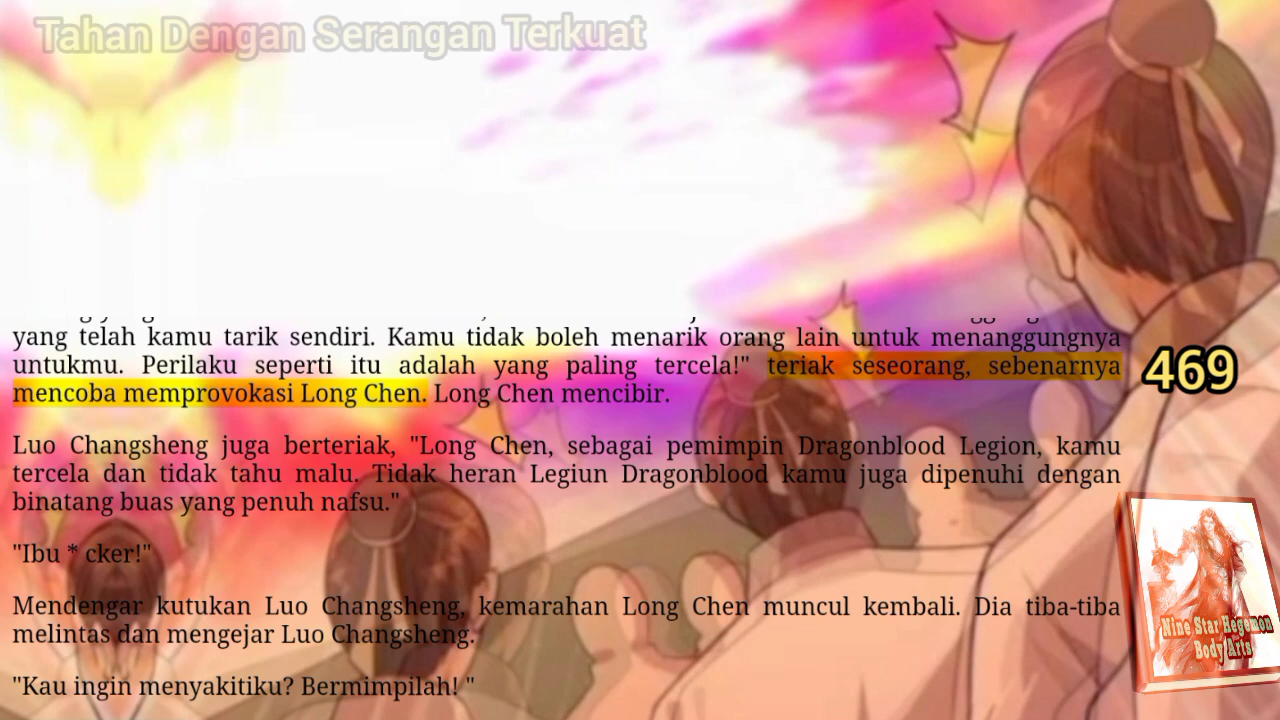 Tahan Dengan Serangan Terkuat
yang telah kamu tarik sendiri. Kamu tidak boleh menarik orang lain untuk menanggungnya
untukmu. Perilaku seperti itu adalah yang paling tercela!" teriak seseorang, sebenarnya
mencoba memprovokasi Long Chen. Long Chen mencibir.
469
Luo Changsheng juga berteriak, "Long Chen, sebagai pemimpin Dragonblood Legion, kamu
tercela dan tidak tahu malu. Tidak heran Legiun Dragonblood kamu juga dipenuhi dengan
binatang buas yang penuh nafsu."
"Ibu * cker!"
Mendengar kutukan Luo Changsheng, kemarahan Long Chen muncul kembali. Dia tiba-tiba
melintas dan mengejar Luo Changsheng.
"Kau ingin menyakitiku? Bermimpilah! "
Nine Star Hegemon
Body Arts